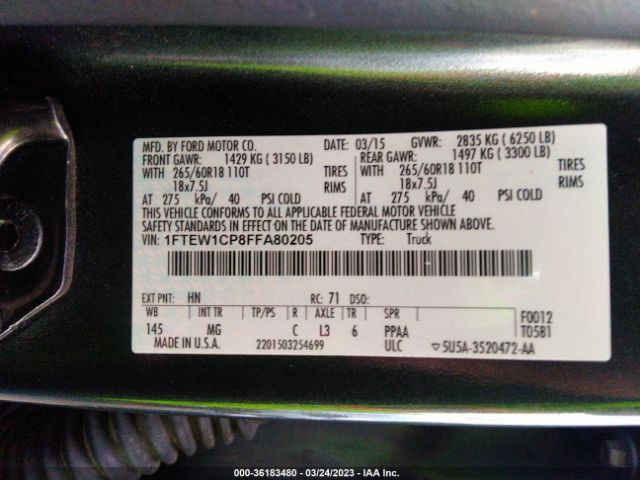 MFD. BY FORD MOTOR CO. DATE: 03/15 GVWR: 2835 KG ( 6250 LB)
FRONT GAWR: 1429 KG ( 3150 LB) REAR GAWR: 1497 KG ( 3300 LB)
WITH 265/60R18 110T TIRES WITH 265/60R18 110T TIRES
18x7.5J RIMS 18x7.5J RIMS
AT 275 kPa/ 40 PSI COLD AT 275 kPa/ 40 PSI COLD
THIS VEHICLE CONFORMS TO ALL APPLICABLE FEDERAL MOTOR VEHICLE
SAFETY STANDARDS IN EFFECT ON THE DATE OF MANUFACTURE SHOWN ABOVE.
VIN: 1FTEW1CP8FFA80205 TYPE: Truck
EXT PNT: HN RC: 71 DSO:
WB INT TR TP/PS R AXLE TR SPR F0012
145 MG C L3 6 PPAA T0581
MADE IN U.S.A. 2201503254699 ULC ▽5U5A-3520472-AA
000-36183480 - 03/24/2023 - IAA Inc.